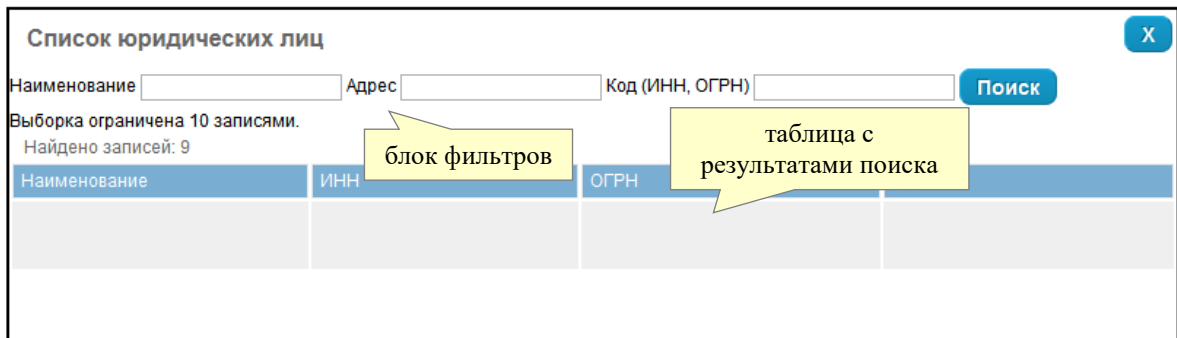 Список юридических лиц
X
Наименование Адрес Код (ИНН, ОГРН) Поиск
Выборка ограничена 10 записями.
Найдено записей: 9
блок фильтров
таблица с
результатами поиска
Наименование ИНН ОГРН